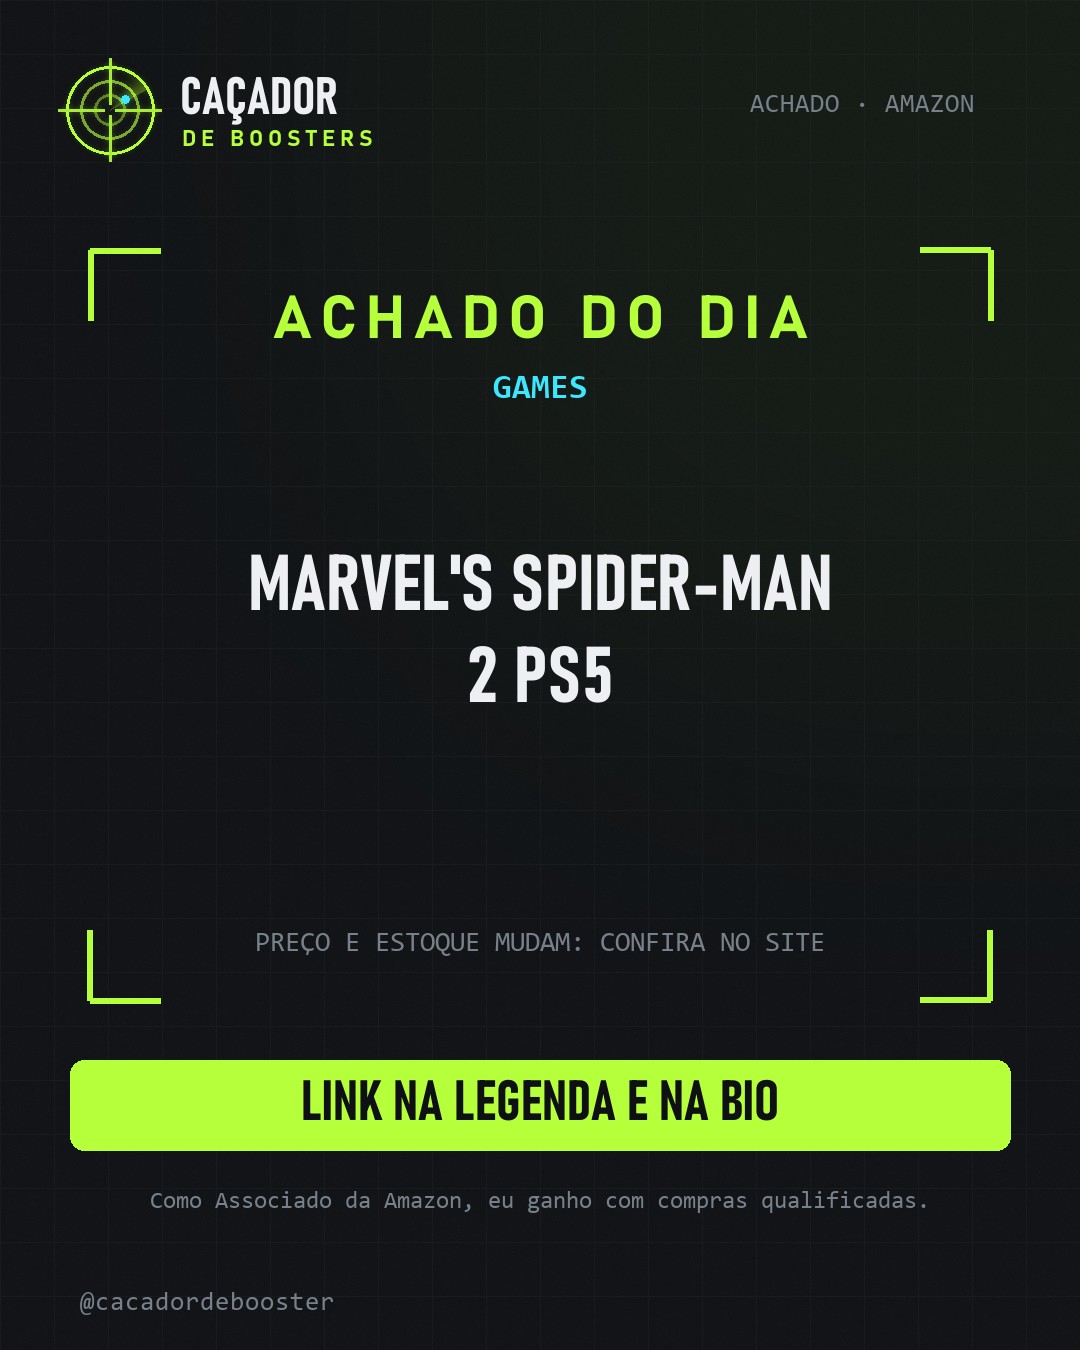 CAÇADOR
DE BOOSTERS
ACHADO · AMAZON
ACHADO DO DIA
GAMES
MARVEL'S SPIDER-MAN
2 PS5
PREÇO E ESTOQUE MUDAM: CONFIRA NO SITE
LINK NA LEGENDA E NA BIO
Como Associado da Amazon, eu ganho com compras qualificadas.
@cacadordebooster